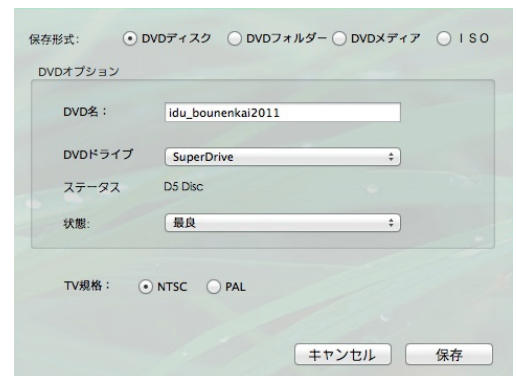 保存形式： DVDディスク DVDフォルダー DVDメディア ＩＳＯ
DVDオプション
DVD名： idu_bounenkai2011
DVDドライブ SuperDrive
ステータス D5 Disc
状態: 最良
TV規格： NTSC PAL
キャンセル 保存